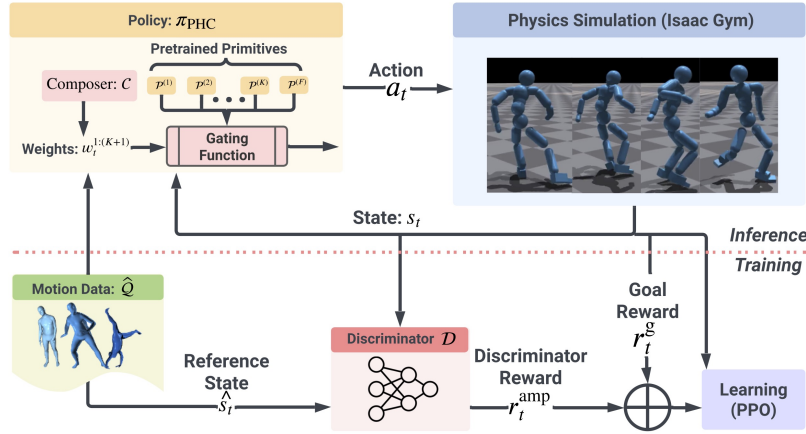 Policy: π_PHC
Pretrained Primitives
Composer: 𝒞
𝒫^(1) 𝒫^(2) 𝒫^(K) 𝒫^(F)
Weights: w_t^{1:(K+1)}
Gating
Function
Action
a_t
Physics Simulation (Isaac Gym)
State: s_t
Inference
Training
Motion Data: Q̂
Reference
State
ŝ_t
Discriminator 𝒟
Discriminator
Reward
r_t^amp
Goal
Reward
r_t^g
Learning
(PPO)